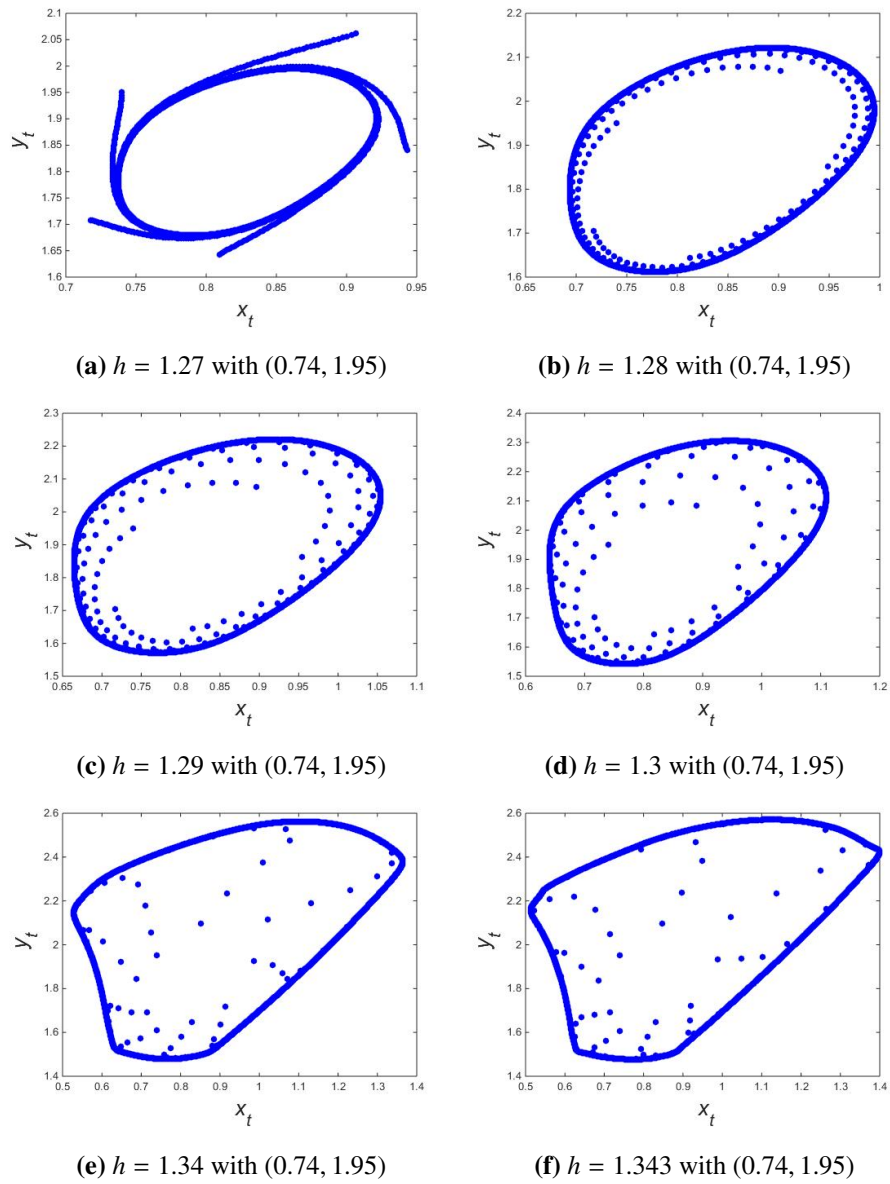 2.1
2.05
2
1.95
1.9
1.85
1.8
1.75
1.7
1.65
1.6
y_t
0.7 0.75 0.8 0.85 0.9 0.95
x_t
(a) h = 1.27 with (0.74, 1.95)
2.2
2.1
2
1.9
1.8
1.7
1.6
y_t
0.6 0.7 0.75 0.8 0.85 0.9 0.95 1
x_t
(b) h = 1.28 with (0.74, 1.95)
2.3
2.2
2.1
2
1.9
1.8
1.7
1.6
1.5
y_t
0.65 0.7 0.75 0.8 0.85 0.9 0.95 1 1.05 1.1
x_t
(c) h = 1.29 with (0.74, 1.95)
2.4
2.3
2.2
2.1
2
1.9
1.8
1.7
1.6
1.5
y_t
0.6 0.7 0.8 0.9 1 1.1 1.2
x_t
(d) h = 1.3 with (0.74, 1.95)
2.6
2.4
2.2
2
1.8
1.6
1.4
y_t
0.5 0.6 0.7 0.8 0.9 1 1.1 1.2 1.3 1.4
x_t
(e) h = 1.34 with (0.74, 1.95)
2.6
2.4
2.2
2
1.8
1.6
1.4
y_t
0.5 0.6 0.7 0.8 0.9 1 1.1 1.2 1.3 1.4
x_t
(f) h = 1.343 with (0.74, 1.95)